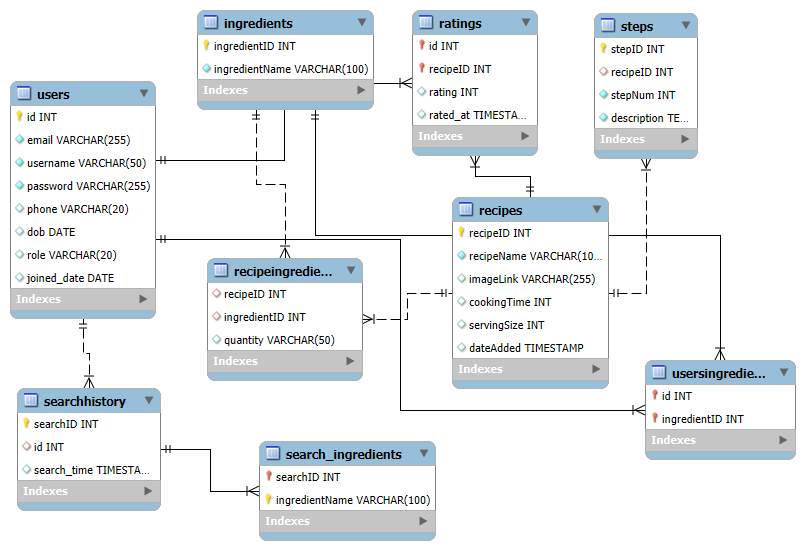 ingredients
ingredientID INT
ingredientName VARCHAR(100)
Indexes
ratings
id INT
recipeID INT
rating INT
rated_at TIMESTA...
Indexes
steps
stepID INT
recipeID INT
stepNum INT
description TE...
Indexes
users
id INT
email VARCHAR(255)
username VARCHAR(50)
password VARCHAR(255)
phone VARCHAR(20)
dob DATE
role VARCHAR(20)
joined_date DATE
Indexes
recipes
recipeID INT
recipeName VARCHAR(10...
imageLink VARCHAR(255)
cookingTime INT
servingSize INT
dateAdded TIMESTAMP
Indexes
recipeingredie...
recipeID INT
ingredientID INT
quantity VARCHAR(50)
Indexes
usersingredie...
id INT
ingredientID INT
Indexes
searchhistory
searchID INT
id INT
search_time TIMESTA...
Indexes
search_ingredients
searchID INT
ingredientName VARCHAR(100)
Indexes